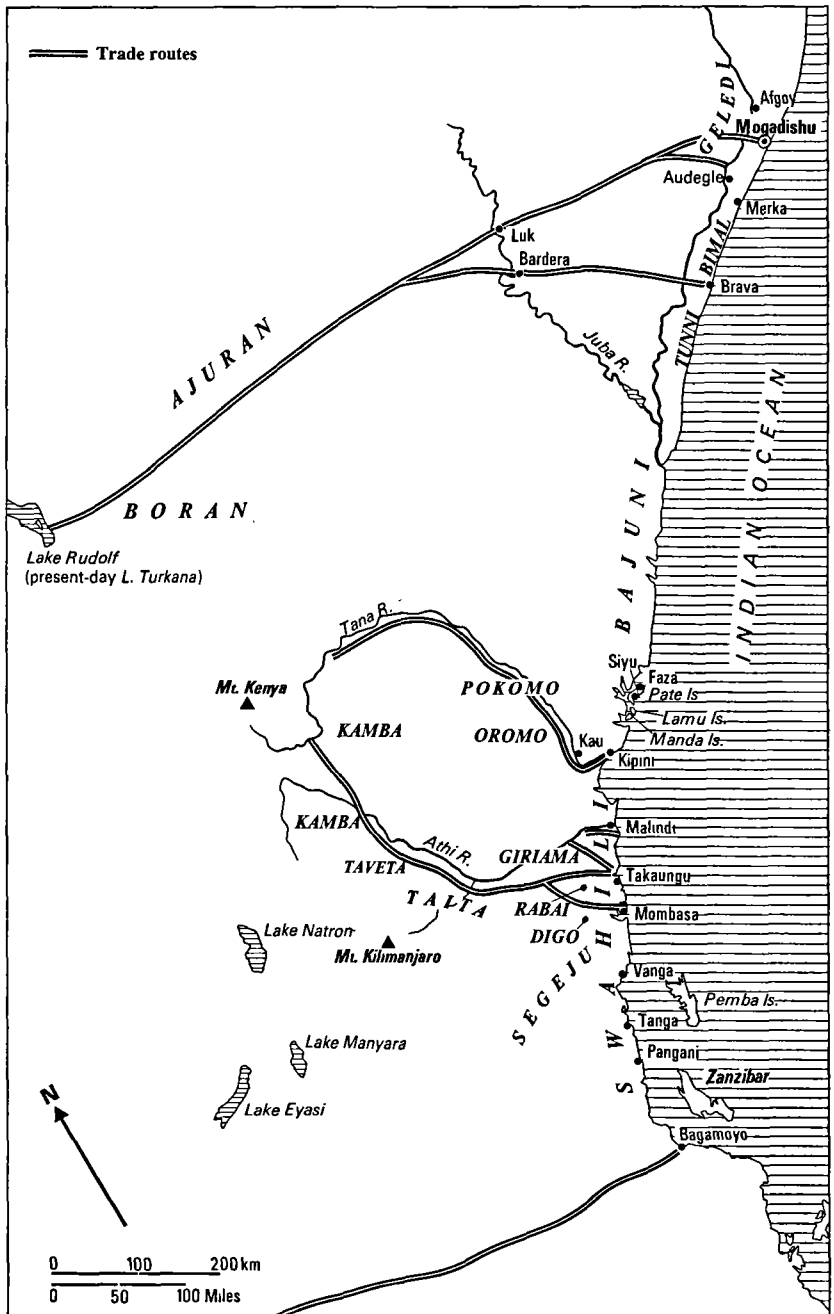 Trade routes
GELEDI
Afgoy
Mogadishu
Audegle
Merka
Luk
BIMAL
Bardera
Brava
TUNNI
Juba R.
AJURAN
INDIAN OCEAN
BORAN
BAJUNI
Lake Rudolf
(present-day L. Turkana)
Tana R.
Siyu
Faza
Mt. Kenya
POKOMO
Pate Is
Lamu Is.
KAMBA
OROMO
Kau
Manda Is.
Kipini
SWAHILI
Malindi
KAMBA
Athi R.
GIRIAMA
TAVETA
Takaungu
TALTA
RABAI
Mombasa
Lake Natron
DIGO
Mt. Kilimanjaro
SEGEJU
Vanga
Pemba Is.
Tanga
Lake Manyara
Pangani
Zanzibar
N
Lake Eyasi
Bagamoyo
0 100 200 km
0 50 100 Miles